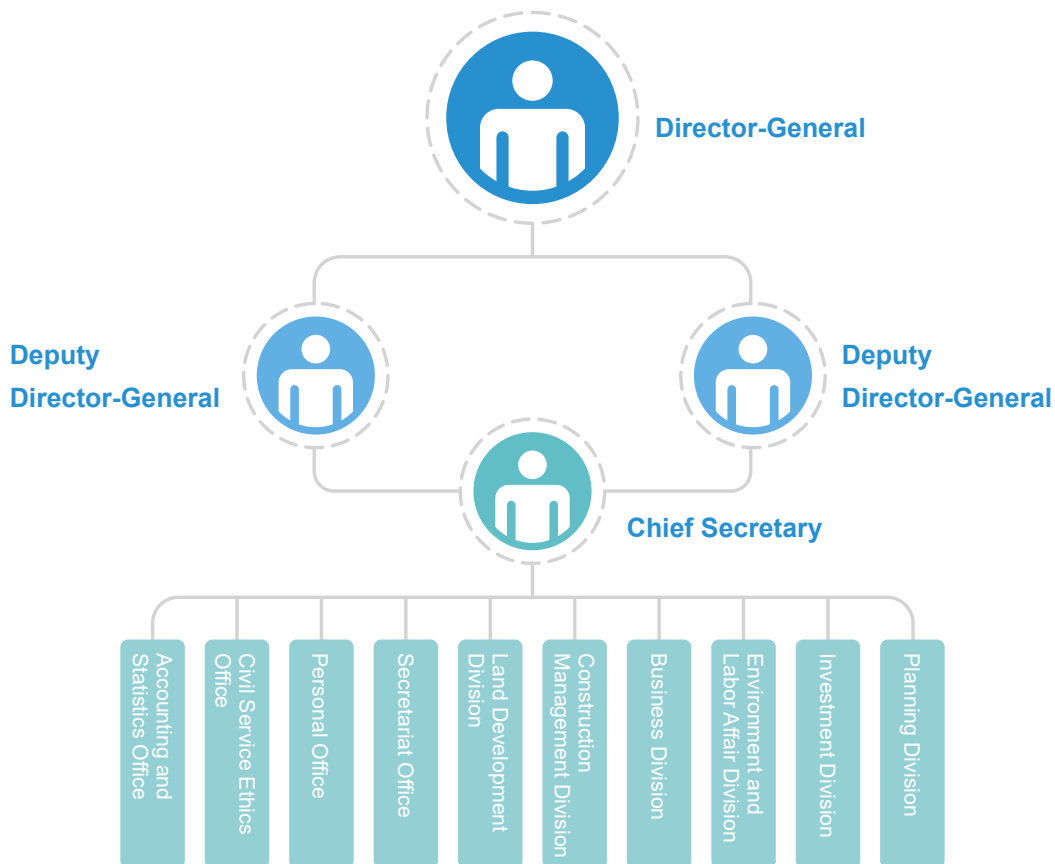 Director-General
Deputy
Director-General
Deputy
Director-General
Chief Secretary
Accounting and
Statistics Office
Civil Service Ethics
Office
Personal Office
Secretariat Office
Land Development
Division
Construction
Management Division
Business Division
Environment and
Labor Affair Division
Investment Division
Planning Division